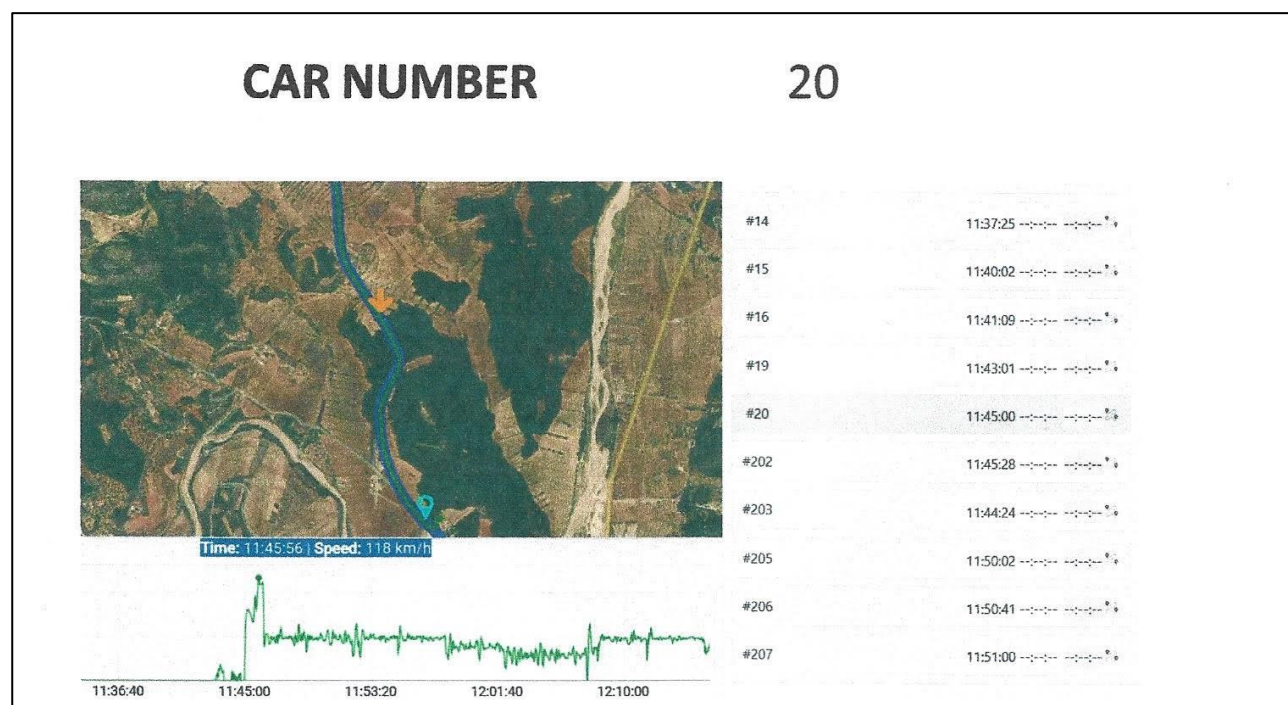 CAR NUMBER 20
#14 11:37:25 --:--:-- --:--:--
#15 11:40:02 --:--:-- --:--:--
#16 11:41:09 --:--:-- --:--:--
#19 11:43:01 --:--:-- --:--:--
#20 11:45:00 --:--:-- --:--:--
#202 11:45:28 --:--:-- --:--:--
#203 11:44:24 --:--:-- --:--:--
#205 11:50:02 --:--:-- --:--:--
#206 11:50:41 --:--:-- --:--:--
#207 11:51:00 --:--:-- --:--:--
Time: 11:45:56 | Speed: 118 km/h
11:36:40 11:45:00 11:53:20 12:01:40 12:10:00